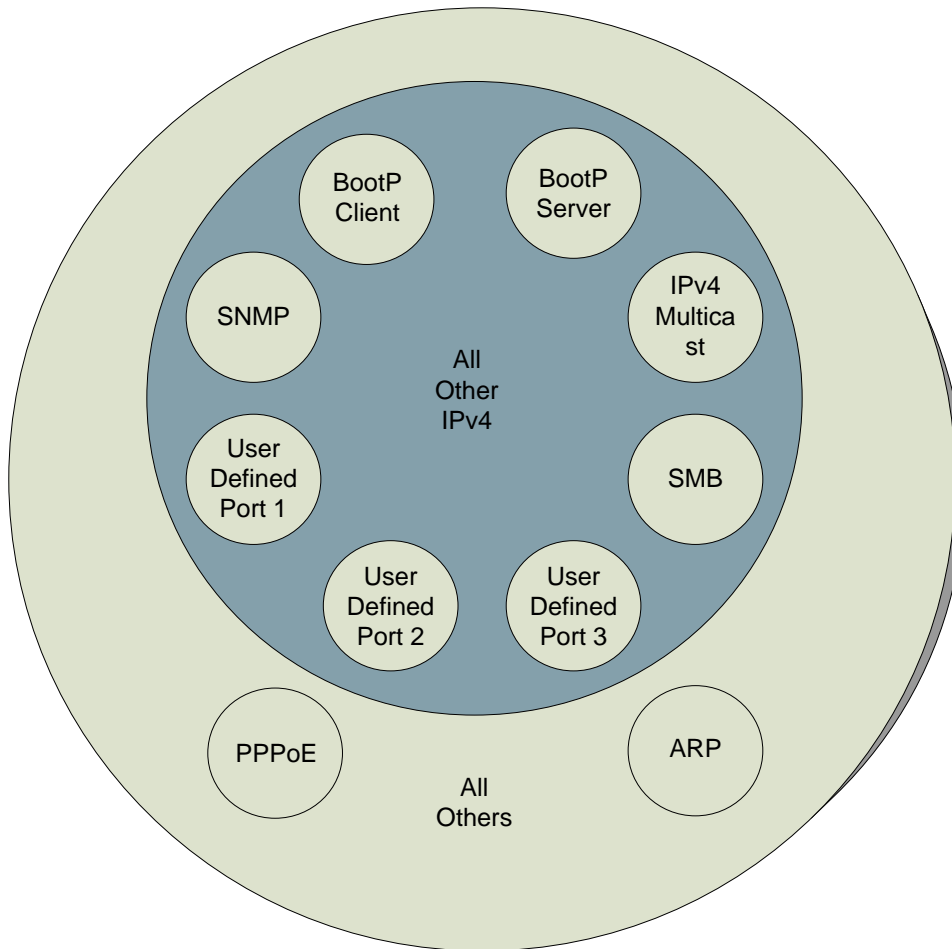 BootP
Client
BootP
Server
SNMP
IPv4
Multica
st
All
Other
IPv4
User
Defined
Port 1
SMB
User
Defined
Port 2
User
Defined
Port 3
PPPoE
ARP
All
Others